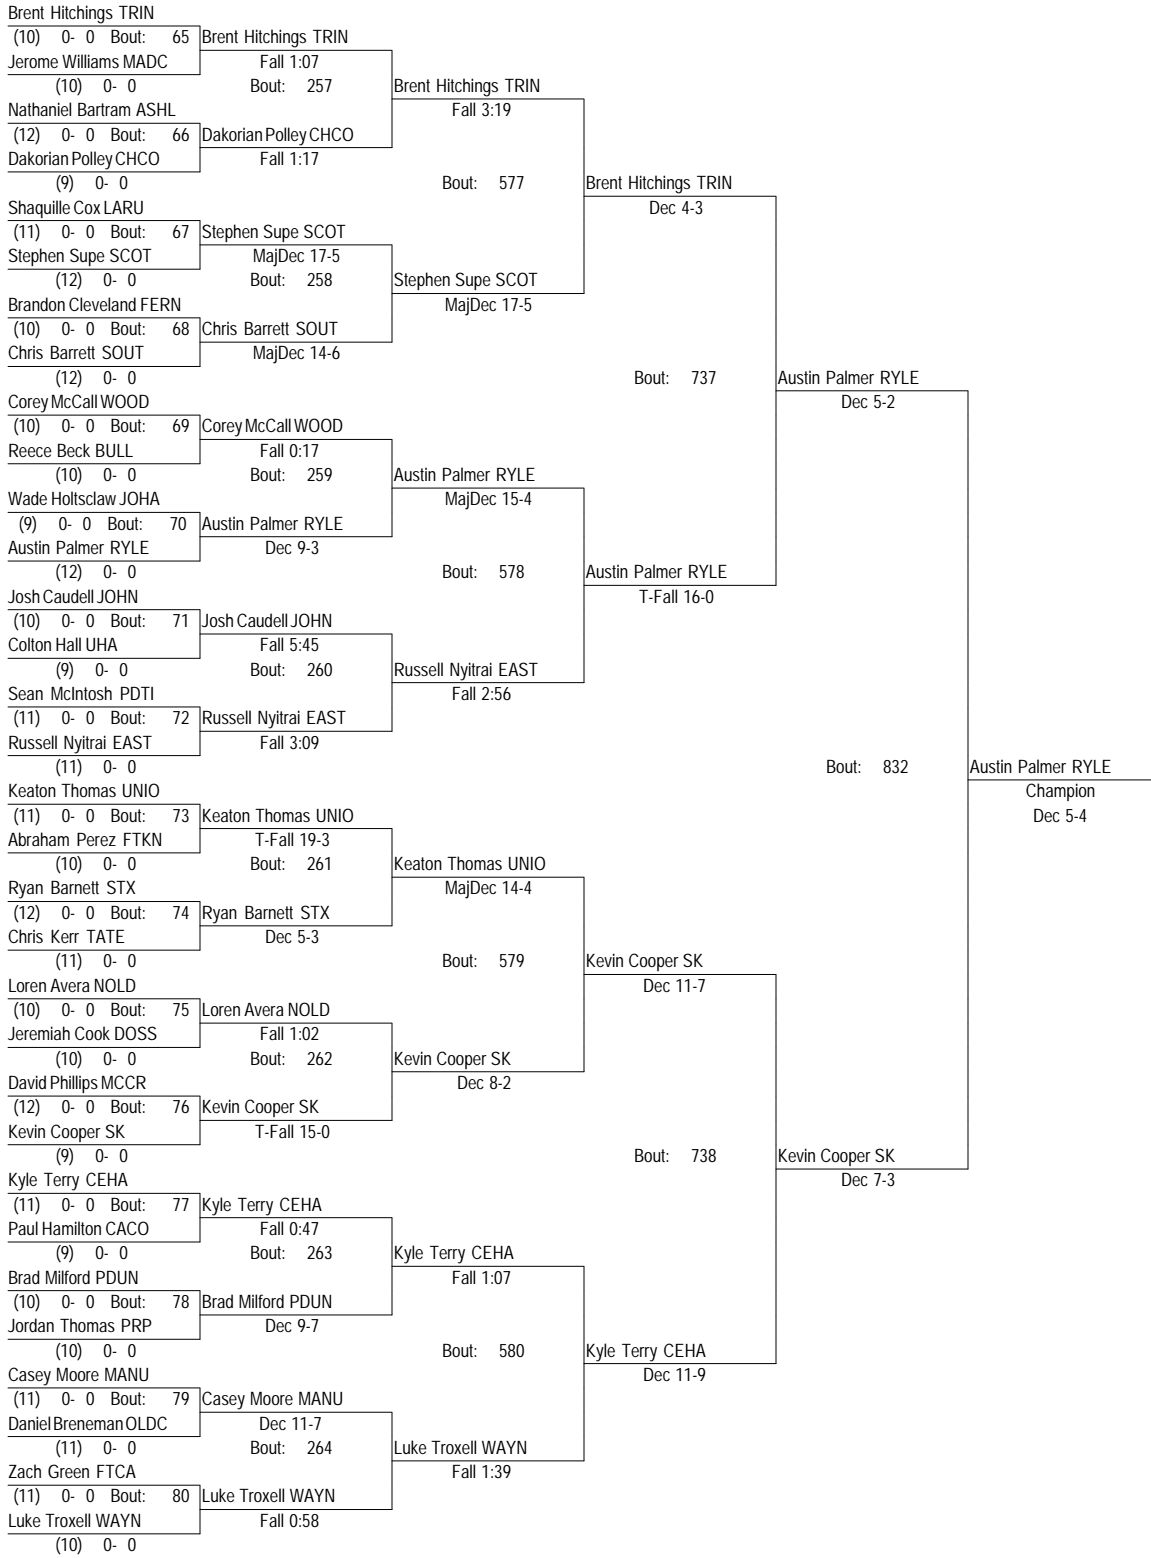 Brent Hitchings TRIN
(10) 0- 0 Bout: 65 Brent Hitchings TRIN
Jerome Williams MADC Fall 1:07
(10) 0- 0 Bout: 257 Brent Hitchings TRIN
Nathaniel Bartram ASHL Fall 3:19
(12) 0- 0 Bout: 66 Dakorian Polley CHCO
Dakorian Polley CHCO Fall 1:17
(9) 0- 0 Bout: 577 Brent Hitchings TRIN
Shaquille Cox LARU Dec 4-3
(11) 0- 0 Bout: 67 Stephen Supe SCOT
Stephen Supe SCOT MajDec 17-5
(12) 0- 0 Bout: 258 Stephen Supe SCOT
Brandon Cleveland FERN MajDec 17-5
(10) 0- 0 Bout: 68 Chris Barrett SOUT
Chris Barrett SOUT MajDec 14-6
(12) 0- 0 Bout: 737 Austin Palmer RYLE
Corey McCall WOOD Dec 5-2
(10) 0- 0 Bout: 69 Corey McCall WOOD
Reece Beck BULL Fall 0:17
(10) 0- 0 Bout: 259 Austin Palmer RYLE
Wade Holtsclaw JOHA MajDec 15-4
(9) 0- 0 Bout: 70 Austin Palmer RYLE
Austin Palmer RYLE Dec 9-3
(12) 0- 0 Bout: 578 Austin Palmer RYLE
Josh Caudell JOHN T-Fall 16-0
(10) 0- 0 Bout: 71 Josh Caudell JOHN
Colton Hall UHA Fall 5:45
(9) 0- 0 Bout: 260 Russell Nyitrai EAST
Sean McIntosh PDTI Fall 2:56
(11) 0- 0 Bout: 72 Russell Nyitrai EAST
Russell Nyitrai EAST Fall 3:09
(11) 0- 0 Bout: 832 Austin Palmer RYLE
Keaton Thomas UNIO Champion
(11) 0- 0 Bout: 73 Keaton Thomas UNIO Dec 5-4
Abraham Perez FTKN T-Fall 19-3
(10) 0- 0 Bout: 261 Keaton Thomas UNIO
Ryan Barnett STX MajDec 14-4
(12) 0- 0 Bout: 74 Ryan Barnett STX
Chris Kerr TATE Dec 5-3
(11) 0- 0 Bout: 579 Kevin Cooper SK
Loren Avera NOLD Dec 11-7
(10) 0- 0 Bout: 75 Loren Avera NOLD
Jeremiah Cook DOSS Fall 1:02
(10) 0- 0 Bout: 262 Kevin Cooper SK
David Phillips MCCR Dec 8-2
(12) 0- 0 Bout: 76 Kevin Cooper SK
Kevin Cooper SK T-Fall 15-0
(9) 0- 0 Bout: 738 Kevin Cooper SK
Kyle Terry CEHA Dec 7-3
(11) 0- 0 Bout: 77 Kyle Terry CEHA
Paul Hamilton CACO Fall 0:47
(9) 0- 0 Bout: 263 Kyle Terry CEHA
Brad Milford PDUN Fall 1:07
(10) 0- 0 Bout: 78 Brad Milford PDUN
Jordan Thomas PRP Dec 9-7
(10) 0- 0 Bout: 580 Kyle Terry CEHA
Casey Moore MANU Dec 11-9
(11) 0- 0 Bout: 79 Casey Moore MANU
Daniel Breneman OLDC Dec 11-7
(11) 0- 0 Bout: 264 Luke Troxell WAYN
Zach Green FTCA Fall 1:39
(11) 0- 0 Bout: 80 Luke Troxell WAYN
Luke Troxell WAYN Fall 0:58
(10) 0- 0